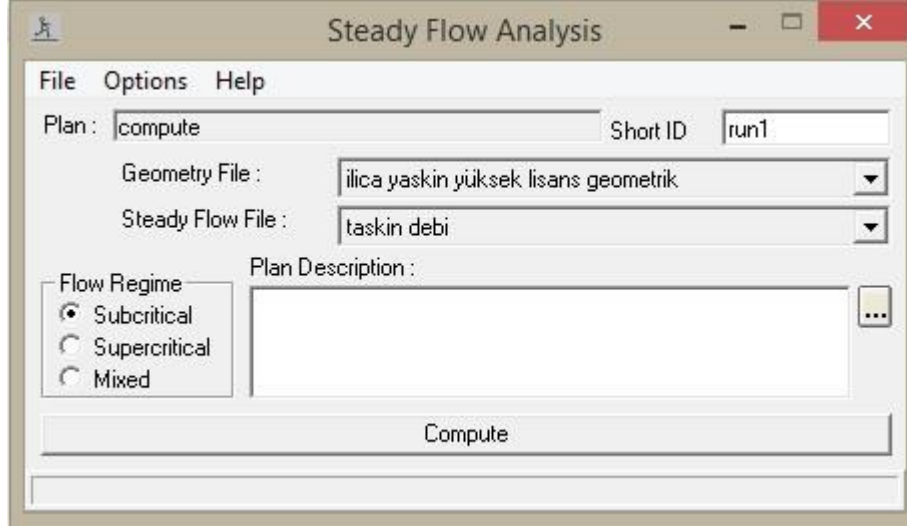 Steady Flow Analysis
File Options Help
Plan : compute Short ID run1
Geometry File : ilica yaskin yüksek lisans geometrik
Steady Flow File : taskin debi
Plan Description :
Flow Regime
Subcritical
Supercritical
Mixed
...
Compute